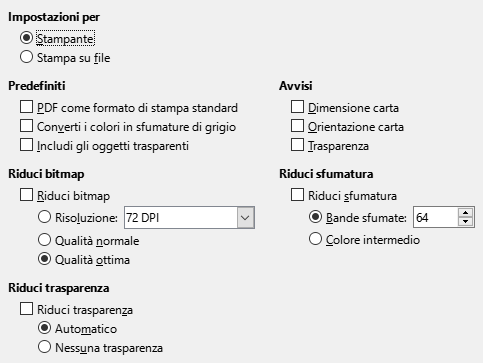 Impostazioni per
Stampante
Stampa su file
Predefiniti
PDF come formato di stampa standard
Converti i colori in sfumature di grigio
Includi gli oggetti trasparenti
Avvisi
Dimensione carta
Orientazione carta
Trasparenza
Riduci bitmap
Riduci bitmap
Risoluzione: 72 DPI
Qualità normale
Qualità ottima
Riduci sfumatura
Riduci sfumatura
Bande sfumate: 64
Colore intermedio
Riduci trasparenza
Riduci trasparenza
Automatico
Nessuna trasparenza